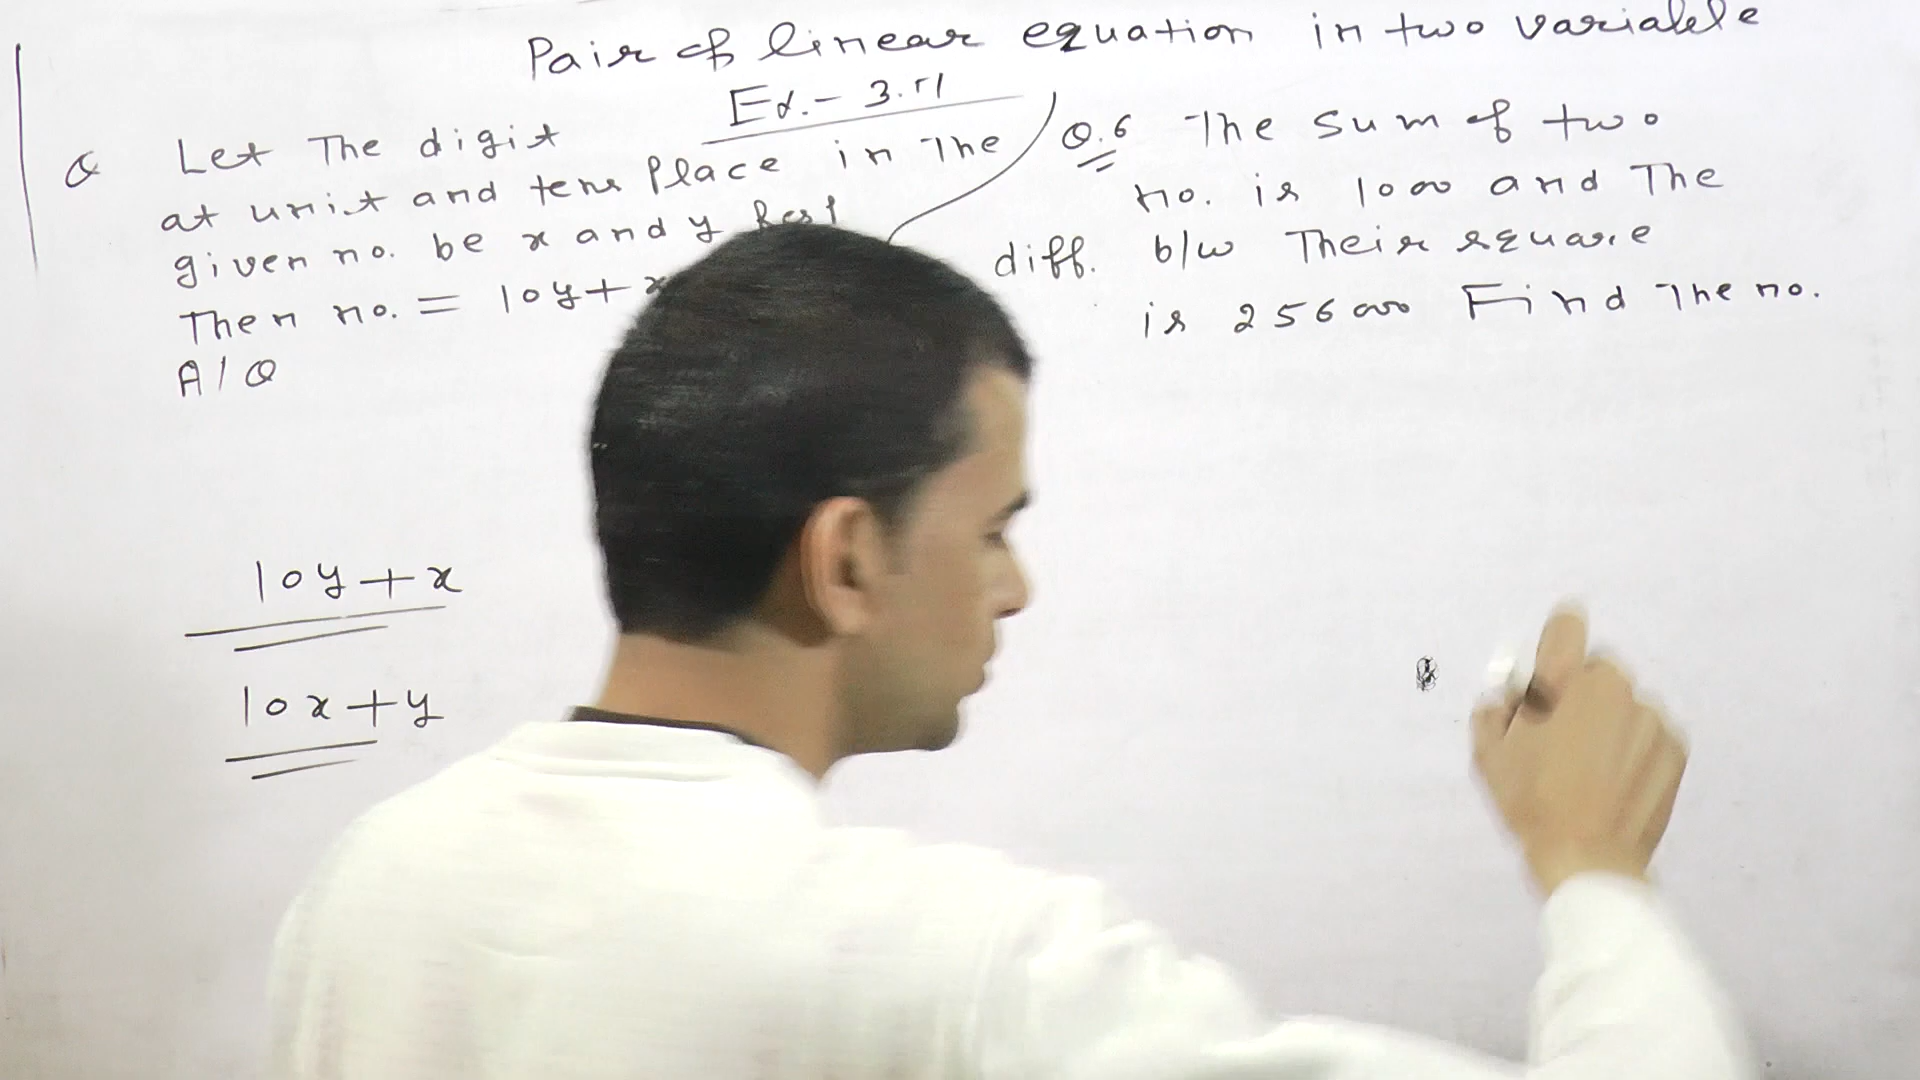 Pair of linear equation in two variable
Ex.- 3.
Q Let The digit
at unit and tens Place in The
given no. be x and y
Then no. = 10y+x
A/Q
10y+x
10x+y
Q.6 The sum of two
no. is 1000 and The
diff. b/w Their square
is 256000 Find The no.